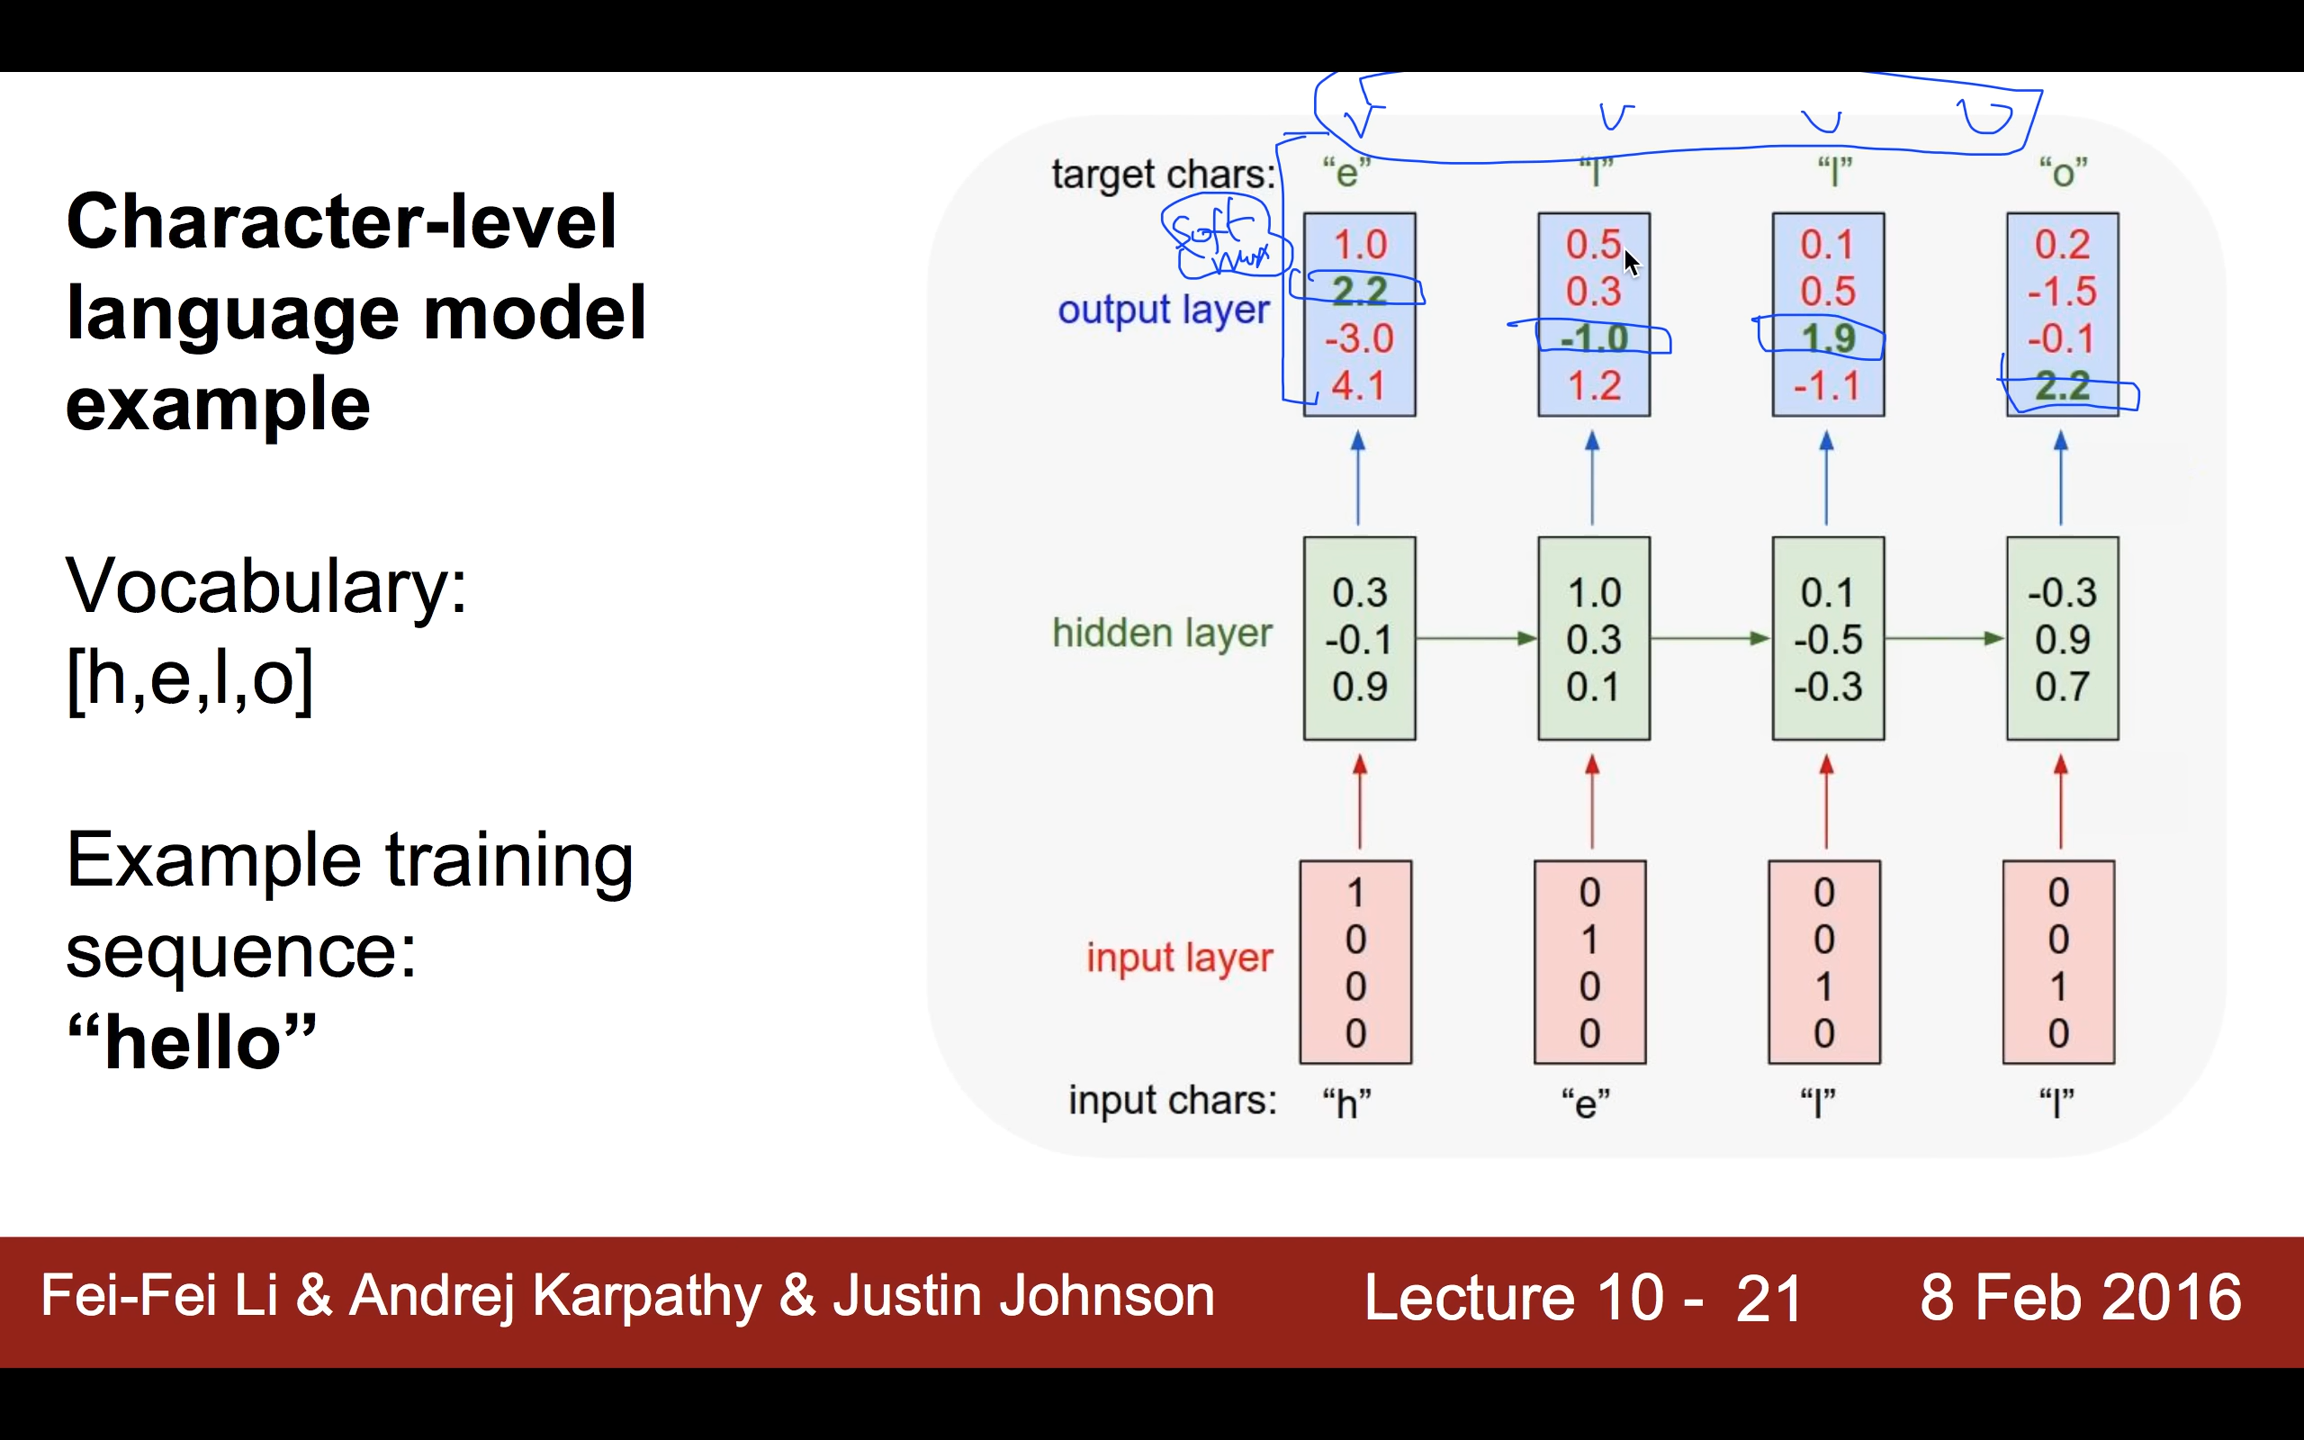 Character-level
language model
example
Vocabulary:
[h,e,l,o]
Example training
sequence:
“hello”
target chars: “e” “l” “l” “o”
soft
max
output layer
1.0 0.5 0.1 0.2
2.2 0.3 0.5 -1.5
-3.0 -1.0 1.9 -0.1
4.1 1.2 -1.1 2.2
hidden layer
0.3 1.0 0.1 -0.3
-0.1 0.3 -0.5 0.9
0.9 0.1 -0.3 0.7
input layer
1 0 0 0
0 1 0 0
0 0 1 1
0 0 0 0
input chars: “h” “e” “l” “l”
Fei-Fei Li & Andrej Karpathy & Justin Johnson Lecture 10 - 21 8 Feb 2016